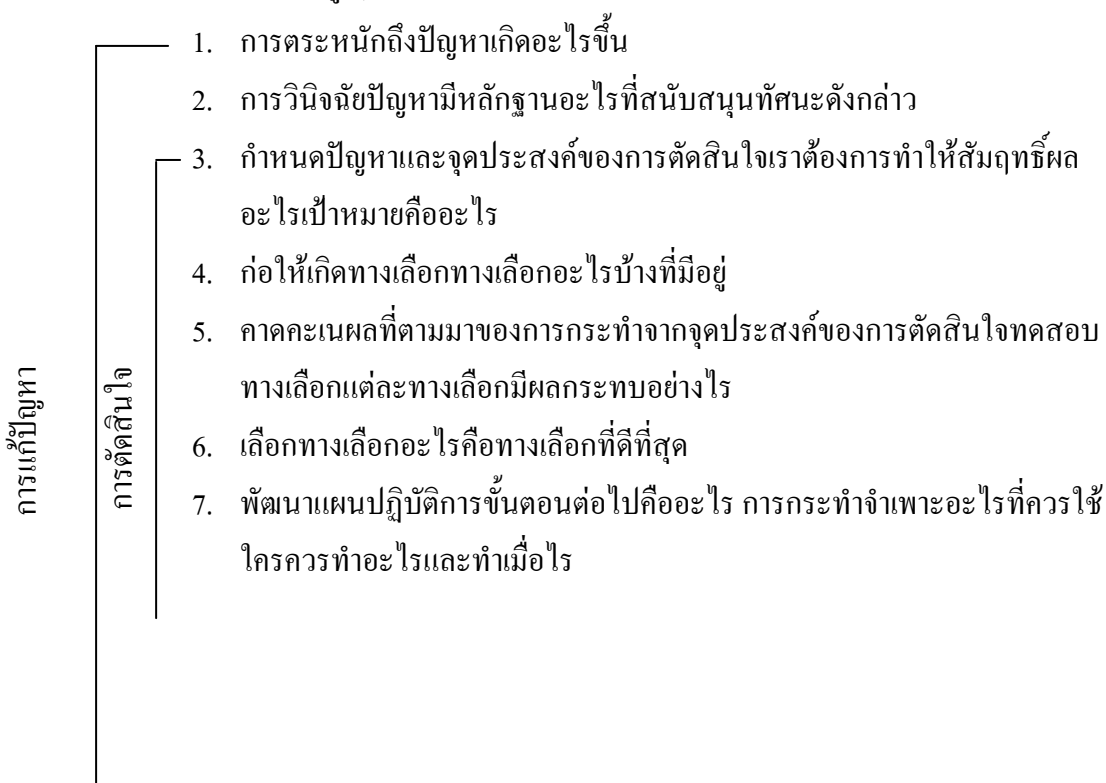 1. การตระหนักถึงปัญหาเกิดอะไรขึ้น
2. การวินิจฉัยปัญหามีหลักฐานอะไรที่สนับสนุนทัศนะดังกล่าว
3. กำหนดปัญหาและจุดประสงค์ของการตัดสินใจเราต้องการทำให้สัมฤทธิ์ผล
อะไรเป้าหมายคืออะไร
4. ก่อให้เกิดทางเลือกทางเลือกอะไรบ้างที่มีอยู่
5. คาดคะเนผลที่ตามมาของการกระทำจากจุดประสงค์ของการตัดสินใจทดสอบ
ทางเลือกแต่ละทางเลือกมีผลกระทบอย่างไร
6. เลือกทางเลือกอะไรคือทางเลือกที่ดีที่สุด
7. พัฒนาแผนปฏิบัติการขั้นตอนต่อไปคืออะไร การกระทำจำเพาะอะไรที่ควรใช้
ใครควรทำอะไรและทำเมื่อไร
การแก้ปัญหา
การตัดสินใจ